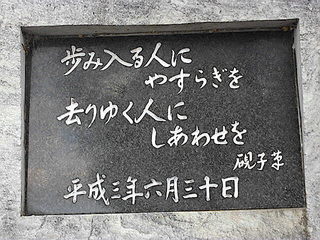 歩み入る人に
やすらぎを
去りゆく人に
しあわせを
硯子草
平成三年六月三十日